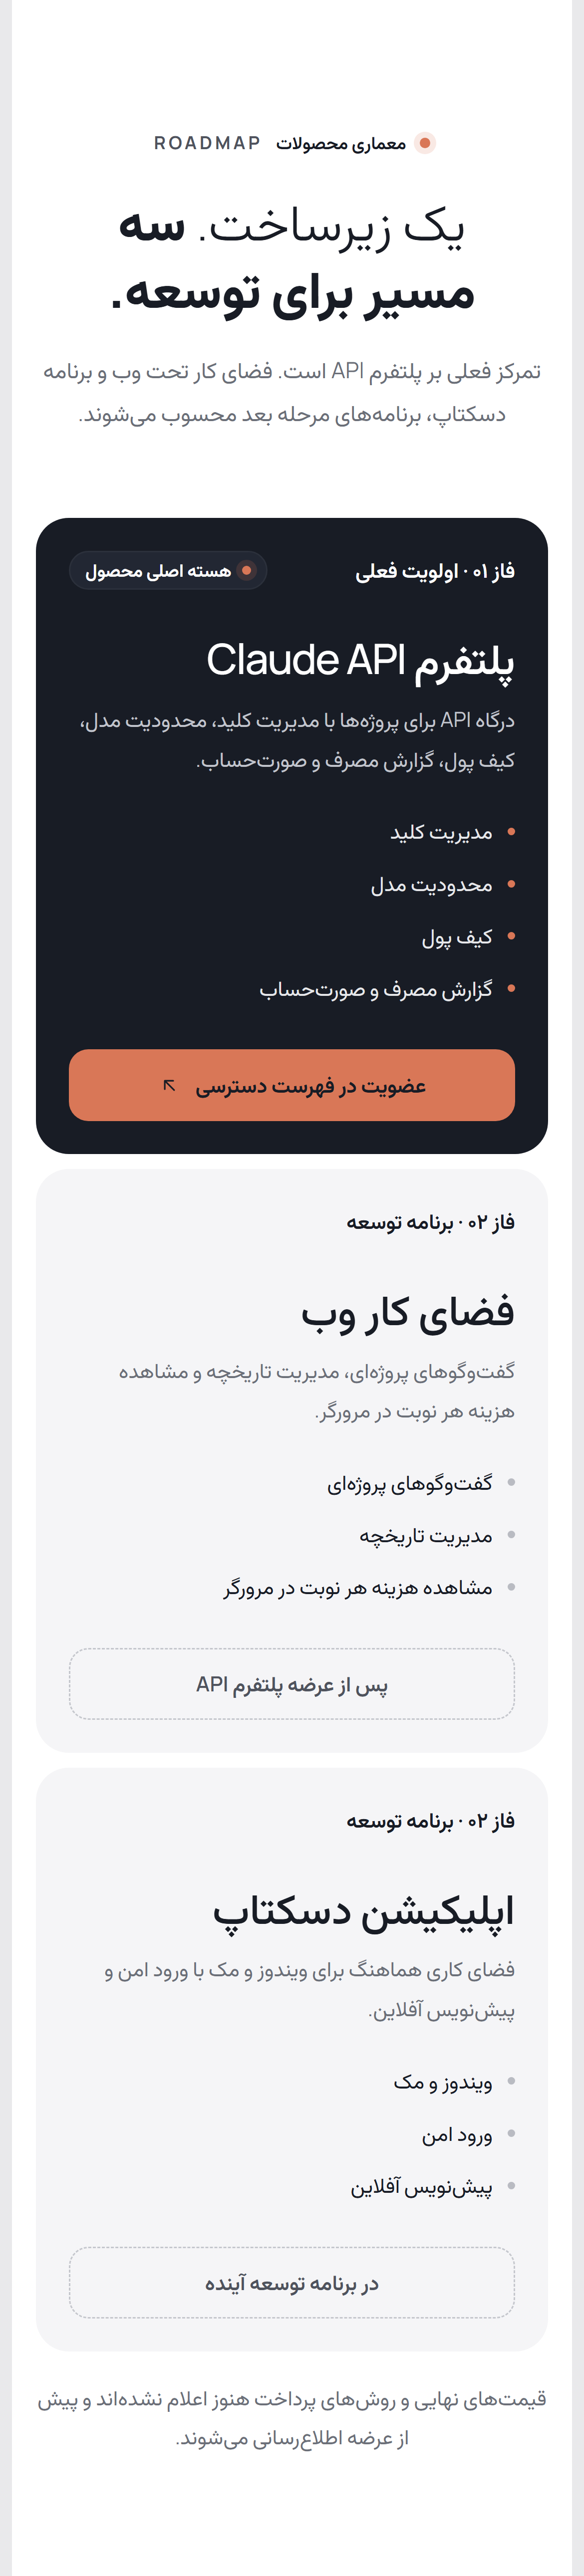 معماری محصولات ROADMAP
یک زیرساخت. سه
مسیر برای توسعه.
تمرکز فعلی بر پلتفرم API است. فضای کار تحت وب و برنامه
دسکتاپ، برنامه‌های مرحله بعد محسوب می‌شوند.
فاز ۰۱ · اولویت فعلی
هسته اصلی محصول
پلتفرم Claude API
درگاه API برای پروژه‌ها با مدیریت کلید، محدودیت مدل،
کیف پول، گزارش مصرف و صورت‌حساب.
مدیریت کلید
محدودیت مدل
کیف پول
گزارش مصرف و صورت‌حساب
عضویت در فهرست دسترسی
فاز ۰۲ · برنامه توسعه
فضای کار وب
گفت‌وگوهای پروژه‌ای، مدیریت تاریخچه و مشاهده
هزینه هر نوبت در مرورگر.
گفت‌وگوهای پروژه‌ای
مدیریت تاریخچه
مشاهده هزینه هر نوبت در مرورگر
پس از عرضه پلتفرم API
فاز ۰۲ · برنامه توسعه
اپلیکیشن دسکتاپ
فضای کاری هماهنگ برای ویندوز و مک با ورود امن و
پیش‌نویس آفلاین.
ویندوز و مک
ورود امن
پیش‌نویس آفلاین
در برنامه توسعه آینده
قیمت‌های نهایی و روش‌های پرداخت هنوز اعلام نشده‌اند و پیش
از عرضه اطلاع‌رسانی می‌شوند.